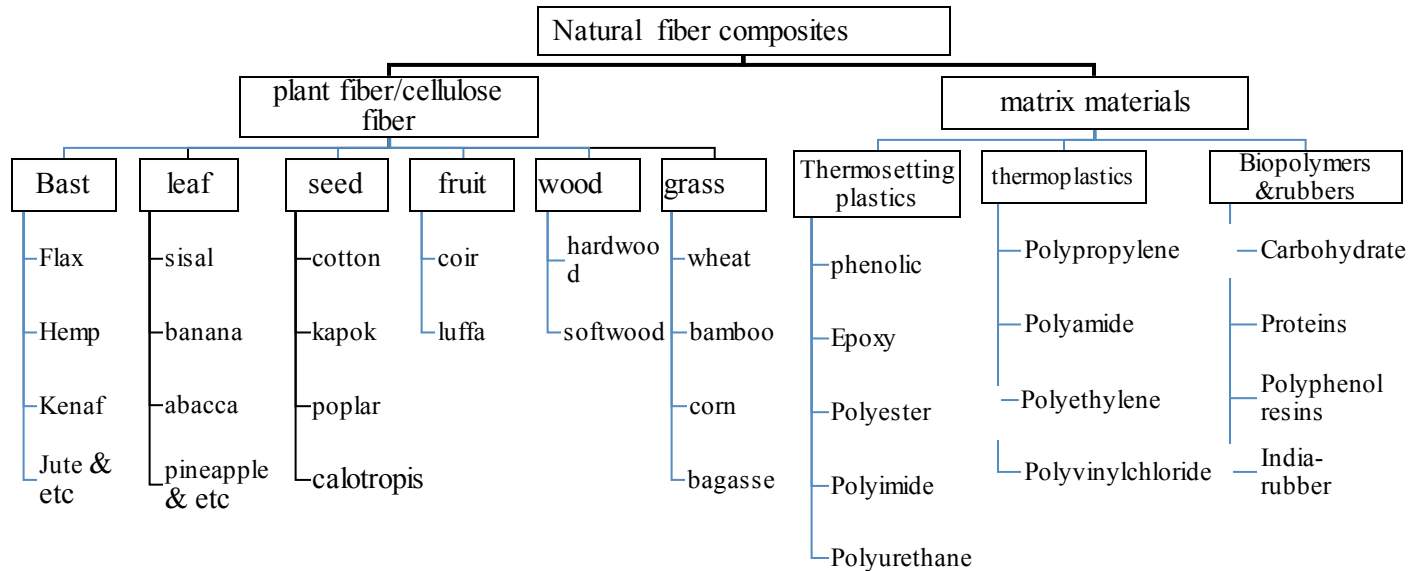 Natural fiber composites
plant fiber/cellulose
fiber
matrix materials
Bast
leaf
seed
fruit
wood
grass
Thermosetting
plastics
thermoplastics
Biopolymers
&rubbers
Flax
Hemp
Kenaf
Jute &
etc
sisal
banana
abacca
pineapple
& etc
cotton
kapok
poplar
calotropis
coir
luffa
hardwoo
d
softwood
wheat
bamboo
corn
bagasse
phenolic
Epoxy
Polyester
Polyimide
Polyurethane
Polypropylene
Polyamide
Polyethylene
Polyvinylchloride
Carbohydrate
Proteins
Polyphenol
resins
India-
rubber